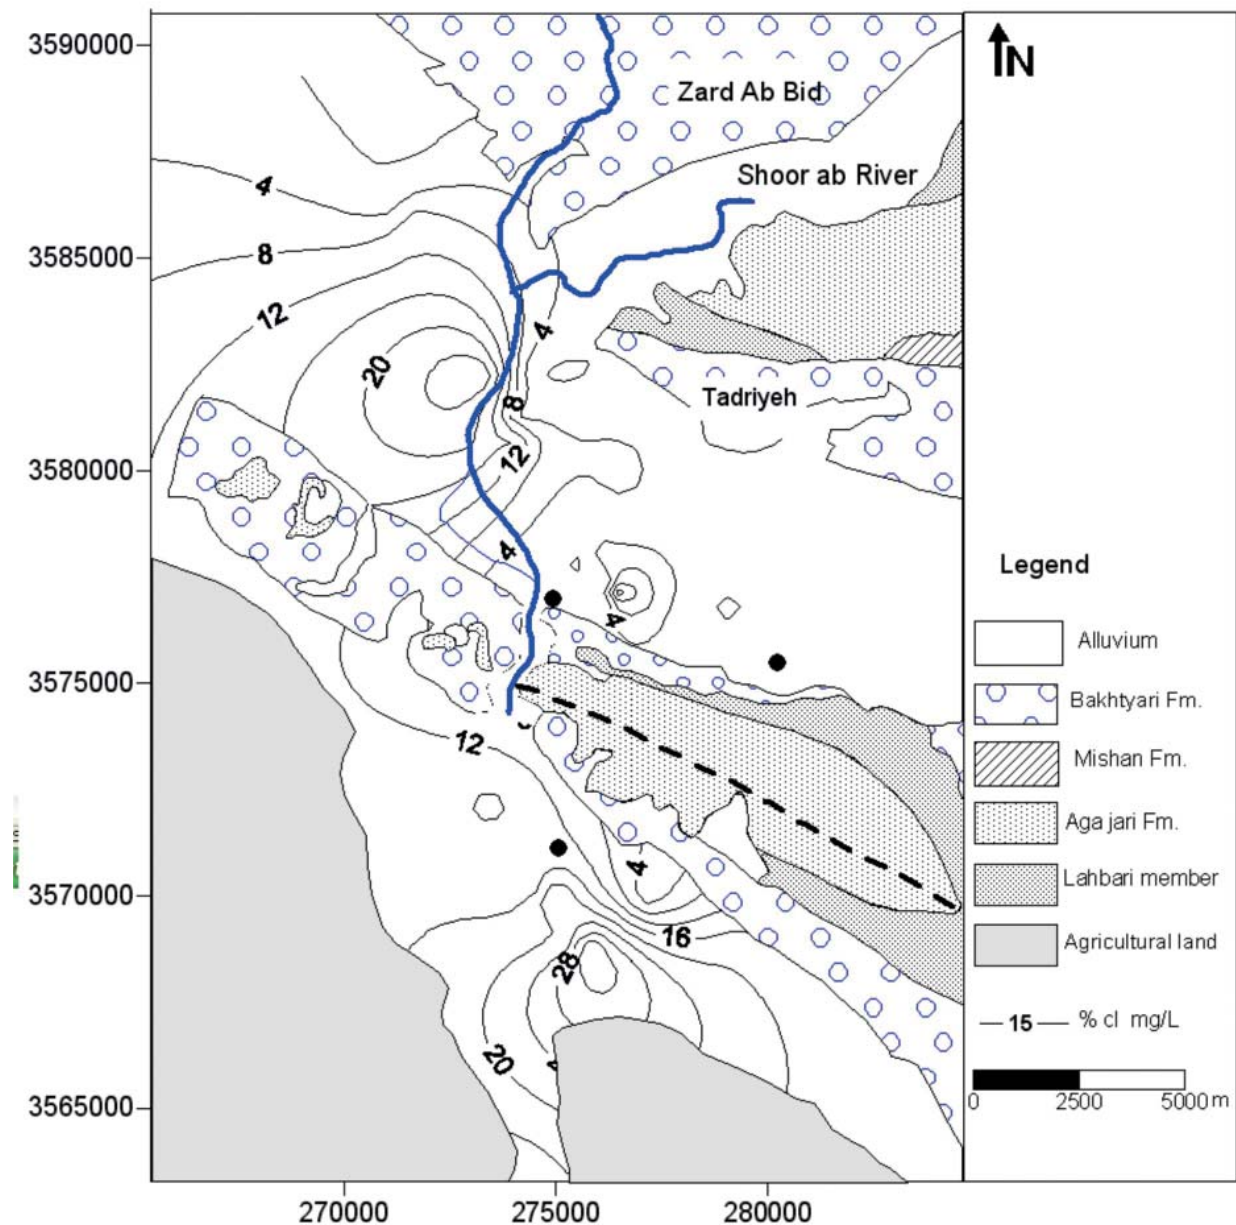 3590000
3585000
3580000
3575000
3570000
3565000
270000
275000
280000
N
Zard Ab Bid
Shoor ab River
Tadriyeh
4
8
12
20
4
8
12
4
4
12
4
16
28
20
Legend
Alluvium
Bakhtyari Fm.
Mishan Fm.
Aga jari Fm.
Lahbari member
Agricultural land
15 % cl mg/L
0 2500 5000 m